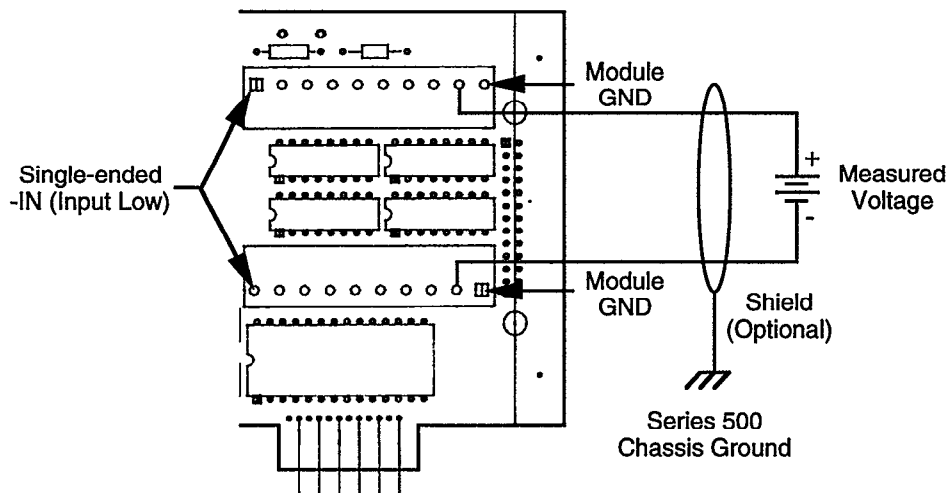 Module
GND
Single-ended
-IN (Input Low)
+
-
Measured
Voltage
Module
GND
Shield
(Optional)
Series 500
Chassis Ground